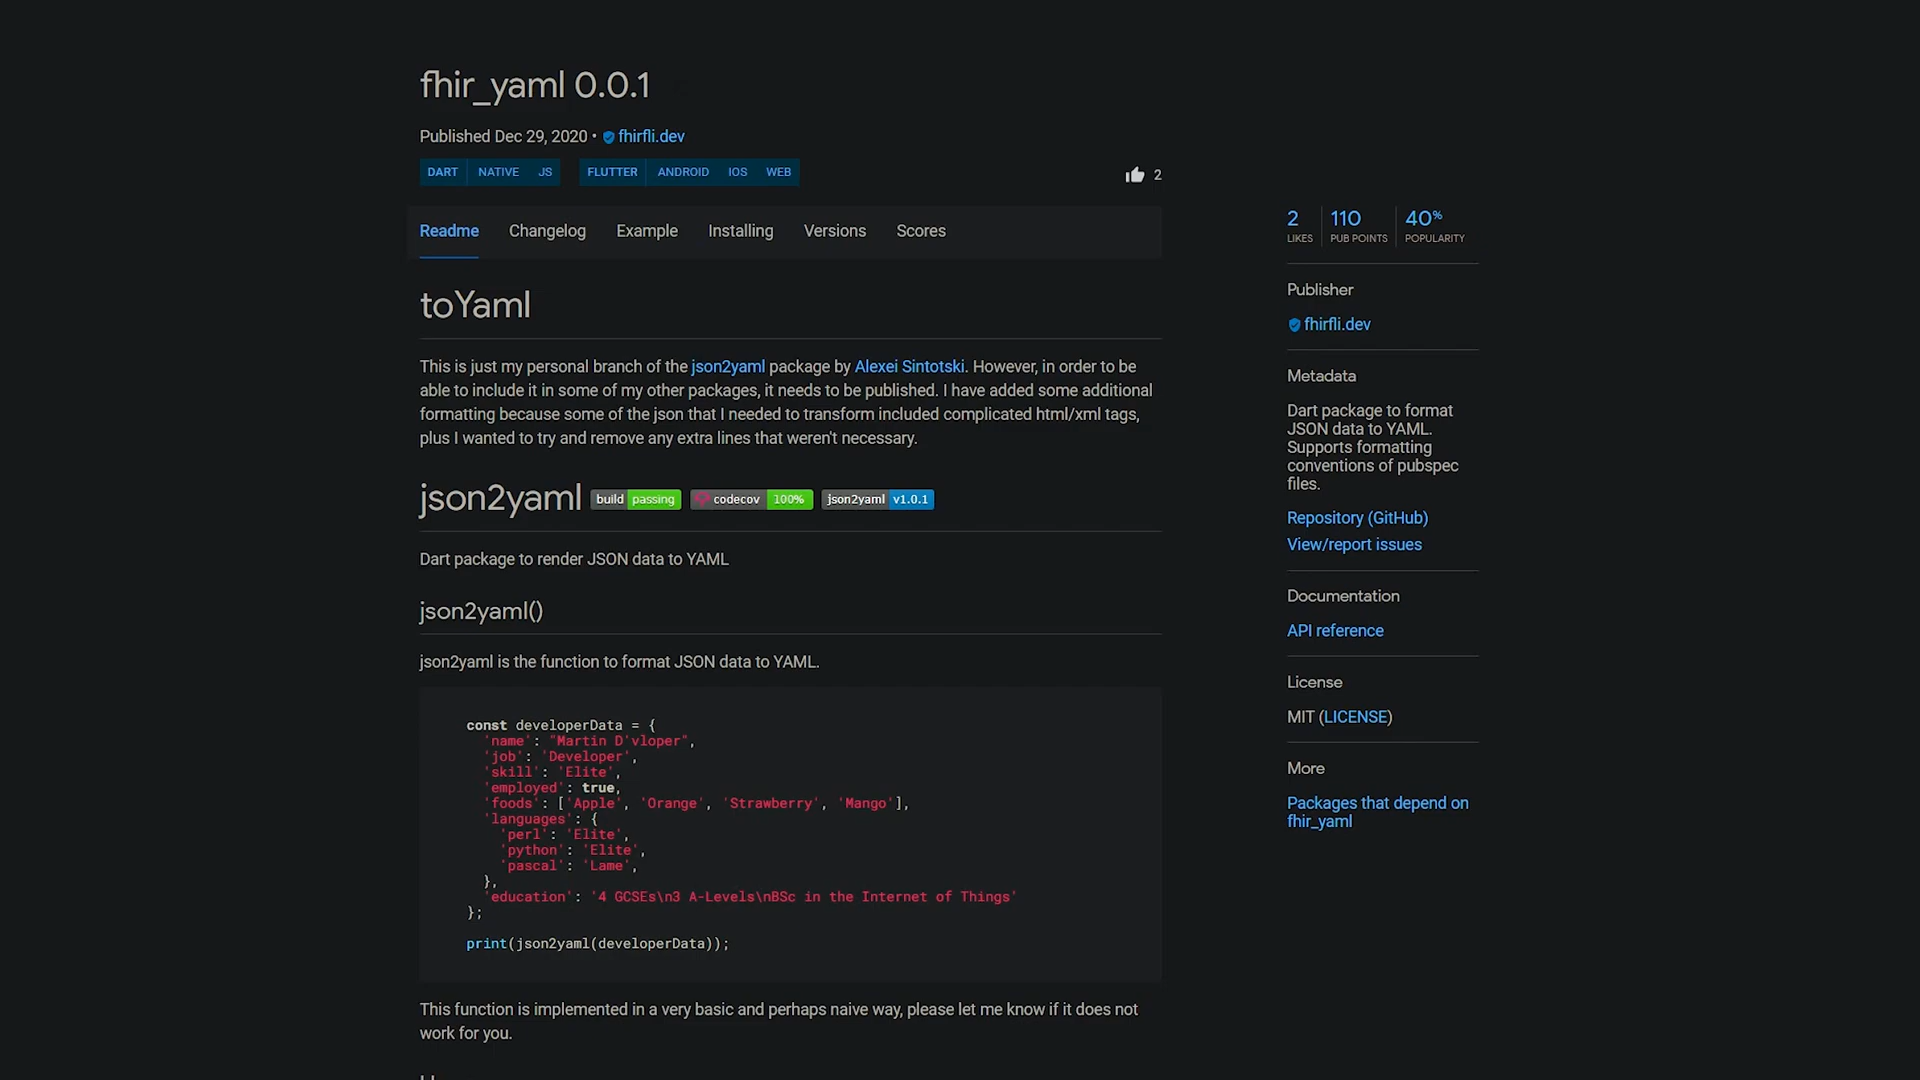 fhir_yaml 0.0.1
Published Dec 29, 2020 • fhirfli.dev
DART NATIVE JS FLUTTER ANDROID IOS WEB
2
Readme Changelog Example Installing Versions Scores
toYaml
This is just my personal branch of the json2yaml package by Alexei Sintotski. However, in order to be
able to include it in some of my other packages, it needs to be published. I have added some additional
formatting because some of the json that I needed to transform included complicated html/xml tags,
plus I wanted to try and remove any extra lines that weren't necessary.
json2yaml build passing codecov 100% json2yaml v1.0.1
Dart package to render JSON data to YAML
json2yaml()
json2yaml is the function to format JSON data to YAML.
const developerData = {
'name': "Martin D'vloper",
'job': 'Developer',
'skill': 'Elite',
'employed': true,
'foods': ['Apple', 'Orange', 'Strawberry', 'Mango'],
'languages': {
'perl': 'Elite',
'python': 'Elite',
'pascal': 'Lame',
},
'education': '4 GCSEs\n3 A-Levels\nBSc in the Internet of Things'
};
print(json2yaml(developerData));
This function is implemented in a very basic and perhaps naive way, please let me know if it does not
work for you.
2 110 40%
LIKES PUB POINTS POPULARITY
Publisher
fhirfli.dev
Metadata
Dart package to format
JSON data to YAML.
Supports formatting
conventions of pubspec
files.
Repository (GitHub)
View/report issues
Documentation
API reference
License
MIT (LICENSE)
More
Packages that depend on
fhir_yaml